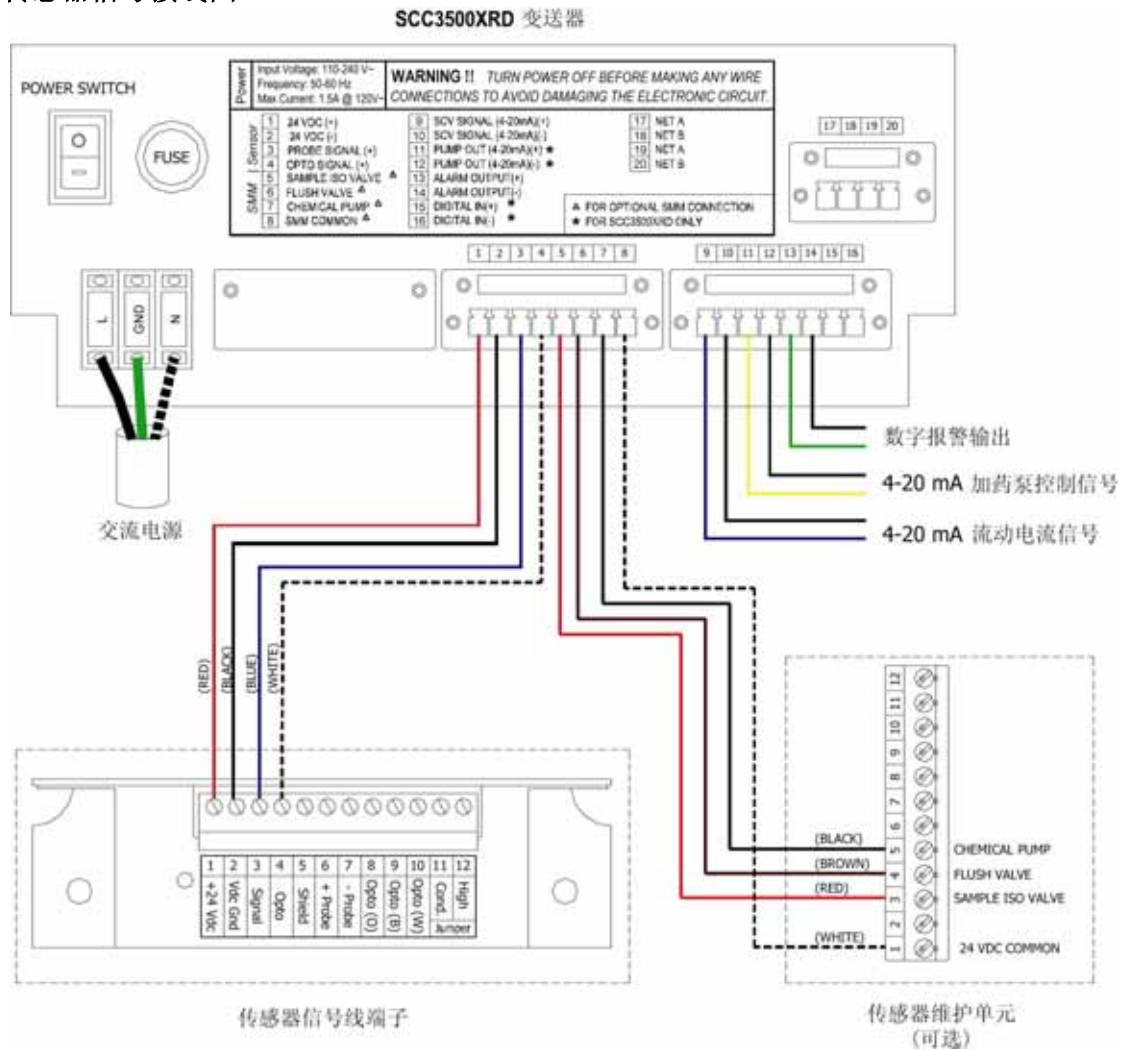 SCC3500XRD 变送器
POWER SWITCH
FUSE
Power
Input Voltage: 110-240 V~
Frequency: 50-60 Hz
Max Current: 1.5A @ 120V~
WARNING !! TURN POWER OFF BEFORE MAKING ANY WIRE
CONNECTIONS TO AVOID DAMAGING THE ELECTRONIC CIRCUIT.
Sensor
SMM
1 24 VDC (+)
2 24 VDC (-)
3 PROBE SIGNAL (+)
4 OPTO SIGNAL (+)
5 SAMPLE ISO VALVE ▵
6 FLUSH VALVE ▵
7 CHEMICAL PUMP ▵
8 SMM COMMON ▵
9 SCV SIGNAL (4-20mA)(+)
10 SCV SIGNAL (4-20mA)(-)
11 PUMP OUT (4-20mA)(+) ★
12 PUMP OUT (4-20mA)(-) ★
13 ALARM OUTPUT(+)
14 ALARM OUTPUT(-)
15 DIGITAL IN(+) ★
16 DIGITAL IN(-) ★
17 NET A
18 NET B
19 NET A
20 NET B
▵ FOR OPTIONAL SMM CONNECTION
★ FOR SCC3500XRD ONLY
17 18 19 20
1 2 3 4 5 6 7 8
9 10 11 12 13 14 15 16
L
GND
N
交流电源
数字报警输出
4-20 mA 加药泵控制信号
4-20 mA 流动电流信号
(RED)
(BLACK)
(BLUE)
(WHITE)
1 2 3 4 5 6 7 8 9 10 11 12
+24 Vdc
Vdc Gnd
Signal
Opto
Shield
+ Probe
- Probe
Opto (O)
Opto (B)
Opto (W)
Cond.
High
Jumper
传感器信号线端子
12
11
10
9
8
7
6
(BLACK) 5 CHEMICAL PUMP
(BROWN) 4 FLUSH VALVE
(RED) 3 SAMPLE ISO VALVE
2
(WHITE) 1 24 VDC COMMON
传感器维护单元
(可选)